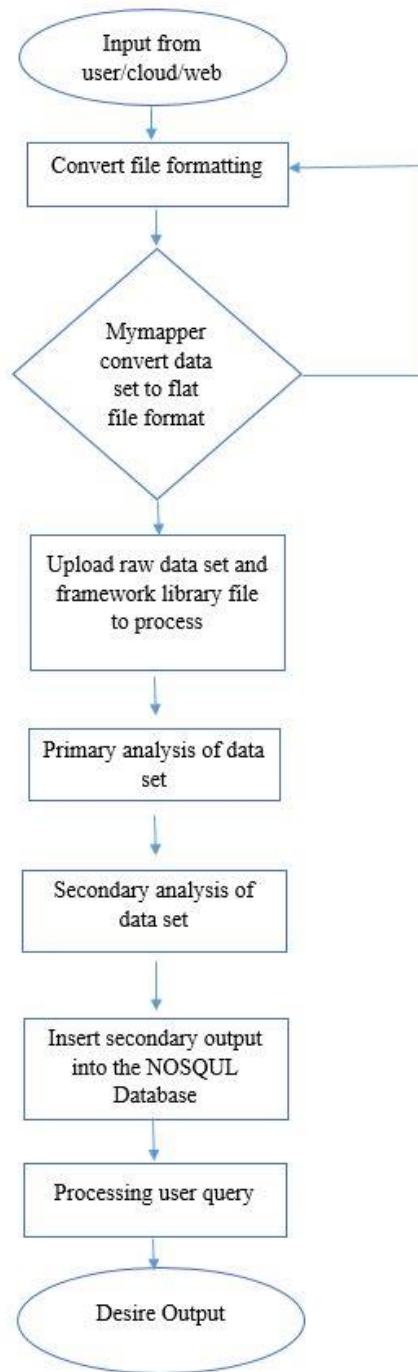 Input from
user/cloud/web
Convert file formatting
Mymapper
convert data
set to flat
file format
Upload raw data set and
framework library file
to process
Primary analysis of data
set
Secondary analysis of
data set
Insert secondary output
into the NOSQUL
Database
Processing user query
Desire Output